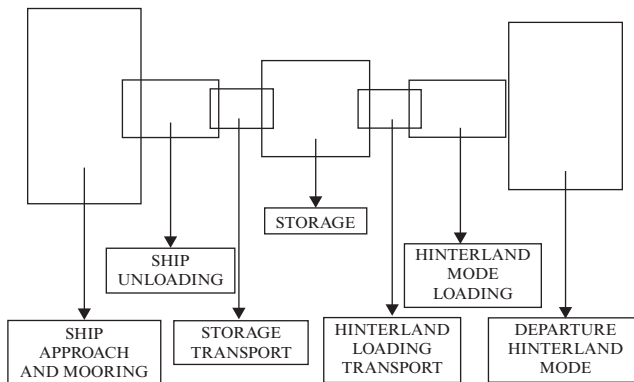 STORAGE
SHIP
UNLOADING
HINTERLAND
MODE
LOADING
SHIP
APPROACH
AND MOORING
STORAGE
TRANSPORT
HINTERLAND
LOADING
TRANSPORT
DEPARTURE
HINTERLAND
MODE